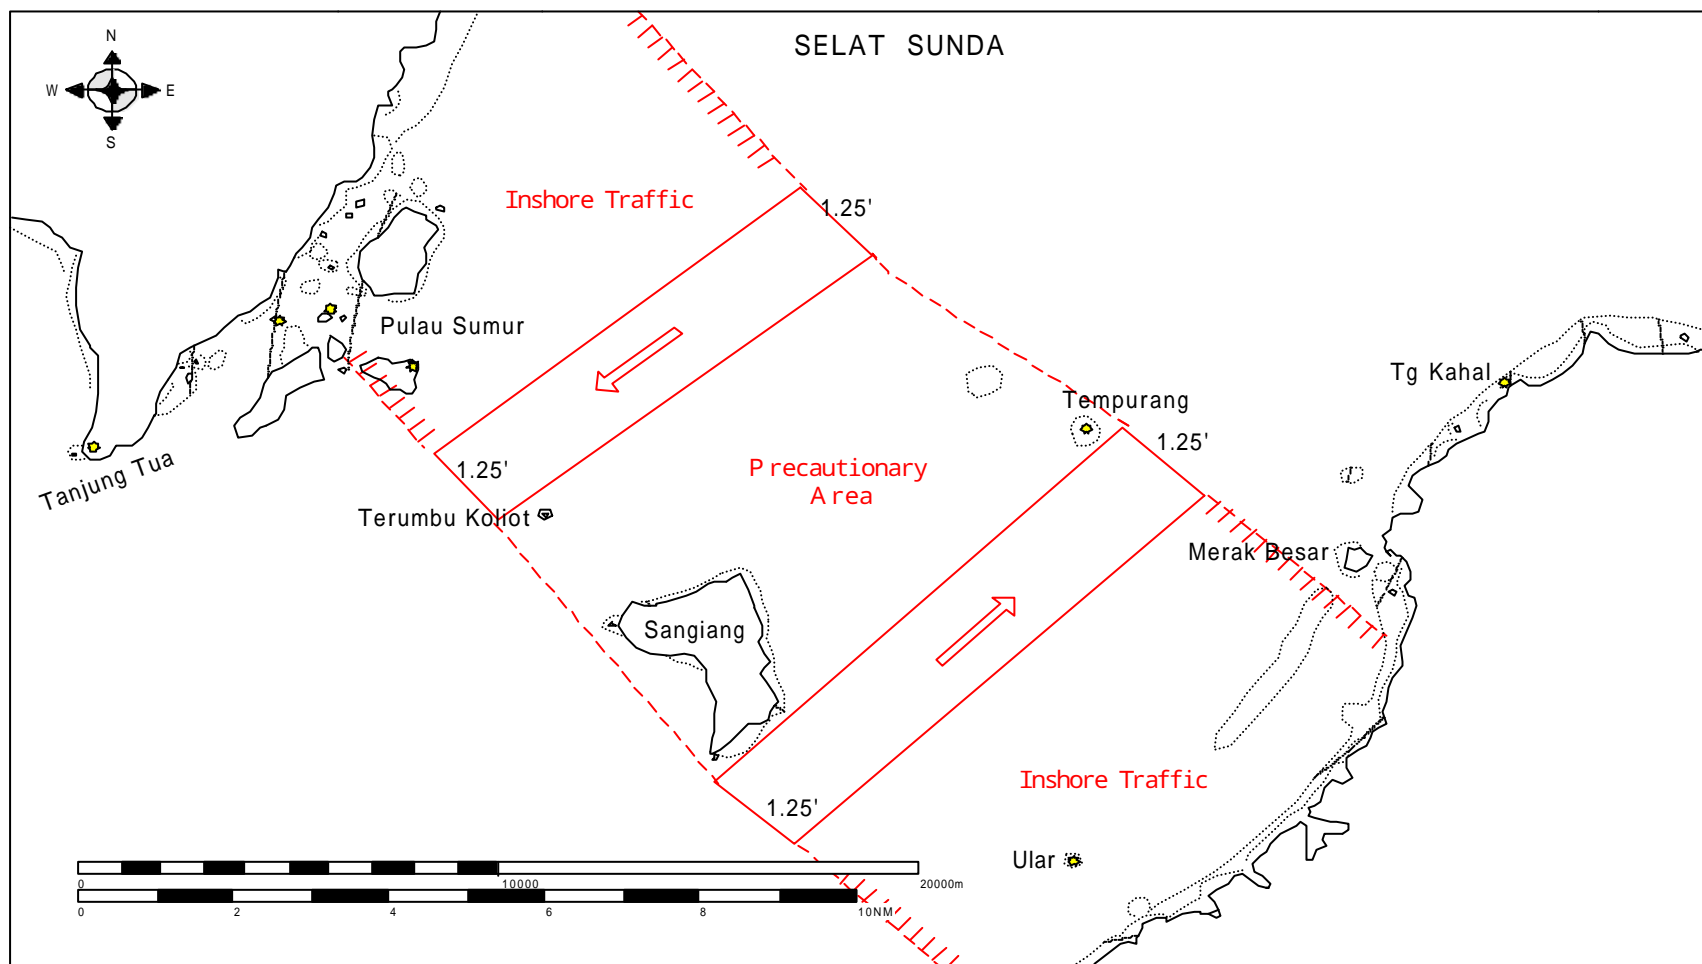 SELAT SUNDA
N
W
E
S
Inshore Traffic
1.25'
Pulau Sumur
Tg Kahal
Tempurang
1.25'
Precautionary
Area
1.25'
Tanjung Tua
Terumbu Koliot
Merak Besar
Sangiang
Inshore Traffic
1.25'
Ular
0
10000
20000m
0
2
4
6
8
10NM